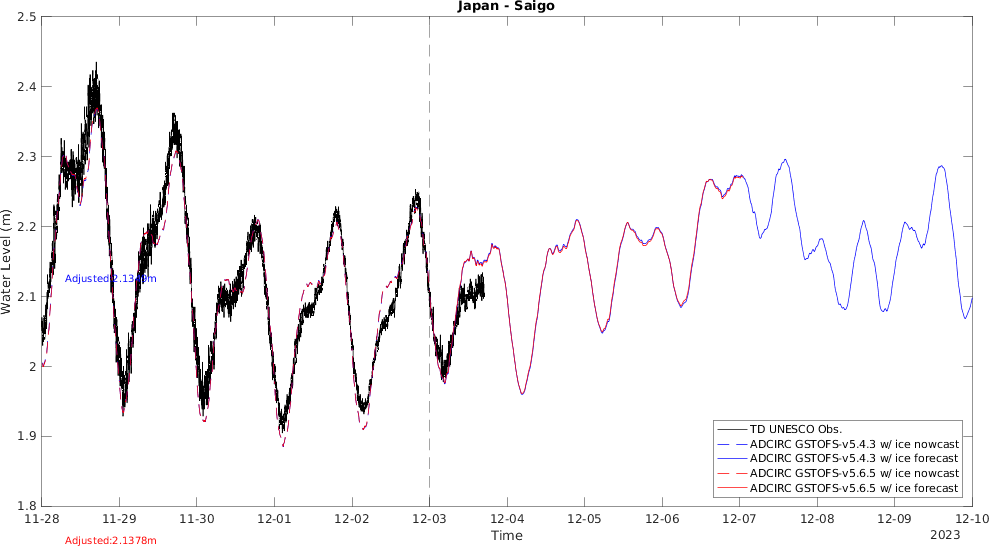 Japan - Saigo
2.5
2.4
2.3
2.2
2.1
2
1.9
1.8
Water Level (m)
Adjusted:2.1349m
TD UNESCO Obs.
ADCIRC GSTOFS-v5.4.3 w/ ice nowcast
ADCIRC GSTOFS-v5.4.3 w/ ice forecast
ADCIRC GSTOFS-v5.6.5 w/ ice nowcast
ADCIRC GSTOFS-v5.6.5 w/ ice forecast
11-28 11-29 11-30 12-01 12-02 12-03 12-04 12-05 12-06 12-07 12-08 12-09 12-10
Time
2023
Adjusted:2.1378m